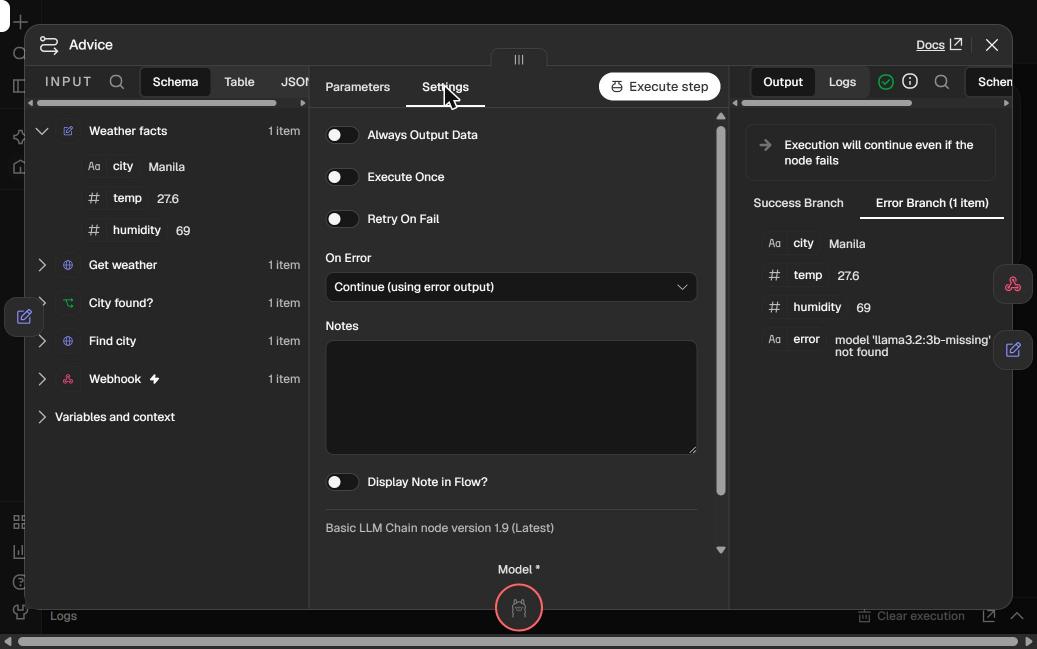 Advice
Docs
INPUT
Schema
Table
JSON
Weather facts
1 item
Aa city Manila
# temp 27.6
# humidity 69
Get weather
1 item
City found?
1 item
Find city
1 item
Webhook
1 item
Variables and context
Parameters
Settings
Execute step
Always Output Data
Execute Once
Retry On Fail
On Error
Continue (using error output)
Notes
Display Note in Flow?
Basic LLM Chain node version 1.9 (Latest)
Model *
Output
Logs
Schem
Execution will continue even if the
node fails
Success Branch
Error Branch (1 item)
Aa city Manila
# temp 27.6
# humidity 69
Aa error model 'llama3.2:3b-missing'
not found
Logs
Clear execution